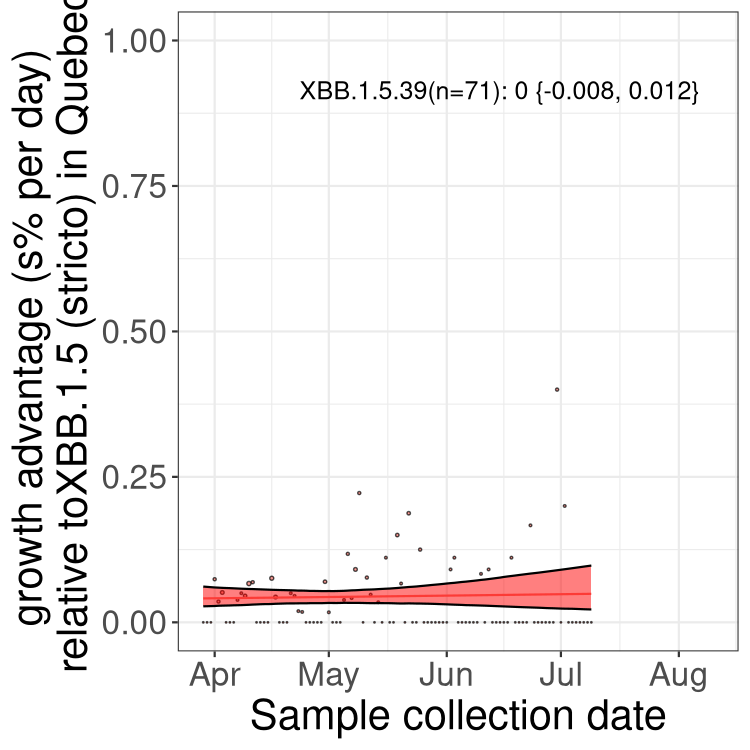 growth advantage (s% per day)
relative toXBB.1.5 (stricto) in Quebec
1.00
0.75
0.50
0.25
0.00
XBB.1.5.39(n=71): 0 {-0.008, 0.012}
Apr May Jun Jul Aug
Sample collection date